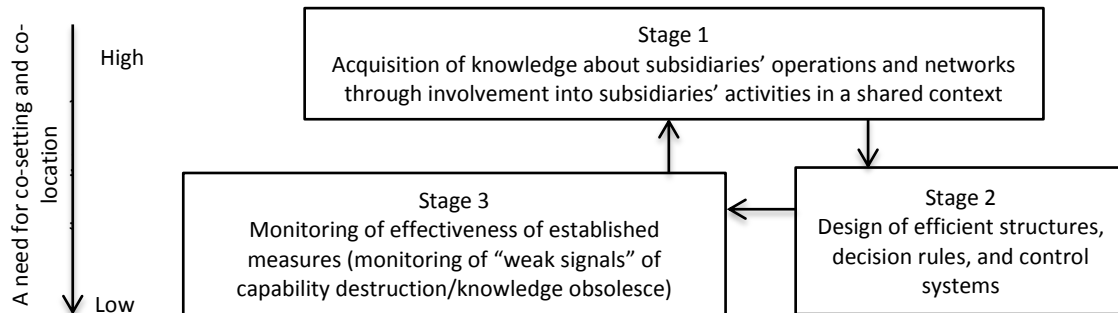 A need for co-setting and co-
location
High
Low
Stage 1
Acquisition of knowledge about subsidiaries’ operations and networks
through involvement into subsidiaries’ activities in a shared context
Stage 3
Monitoring of effectiveness of established
measures (monitoring of “weak signals” of
capability destruction/knowledge obsolesce)
Stage 2
Design of efficient structures,
decision rules, and control
systems